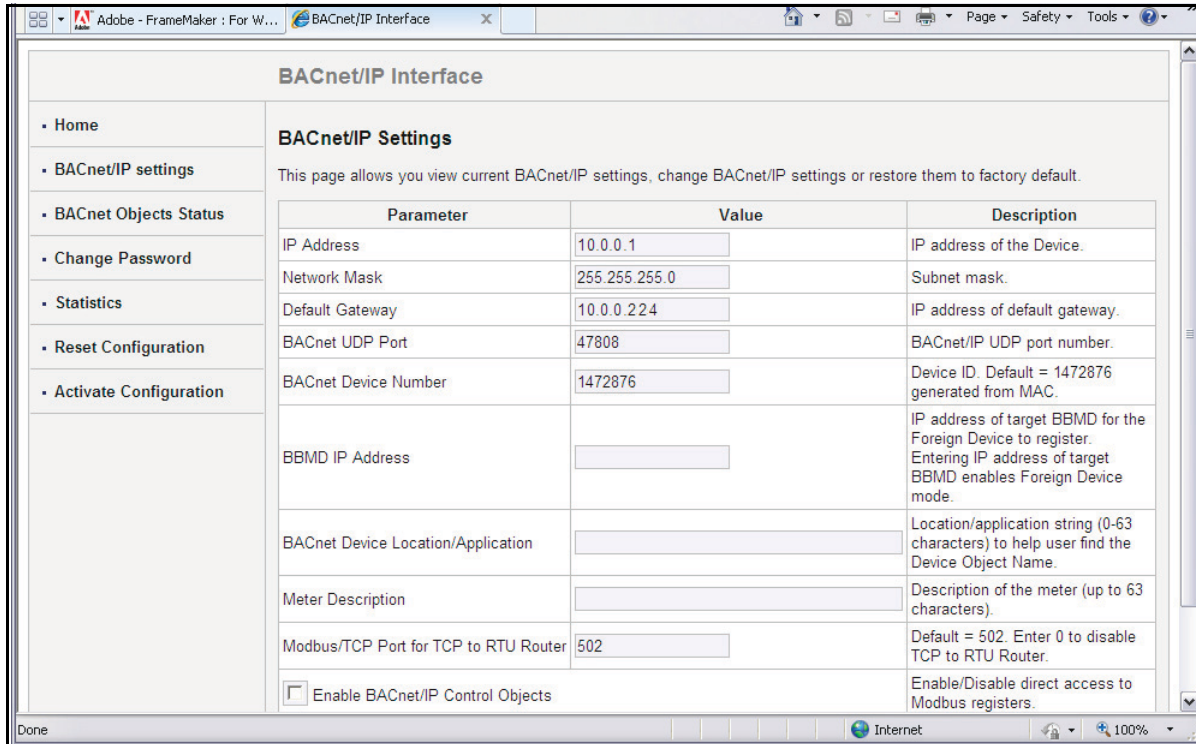 Adobe - FrameMaker : For W...
BACnet/IP Interface
X
Page
Safety
Tools
BACnet/IP Interface
Home
BACnet/IP settings
BACnet Objects Status
Change Password
Statistics
Reset Configuration
Activate Configuration
BACnet/IP Settings
This page allows you view current BACnet/IP settings, change BACnet/IP settings or restore them to factory default.
Parameter Value Description
IP Address 10.0.0.1 IP address of the Device.
Network Mask 255.255.255.0 Subnet mask.
Default Gateway 10.0.0.224 IP address of default gateway.
BACnet UDP Port 47808 BACnet/IP UDP port number.
BACnet Device Number 1472876 Device ID. Default = 1472876
generated from MAC.
BBMD IP Address
IP address of target BBMD for the
Foreign Device to register.
Entering IP address of target
BBMD enables Foreign Device
mode.
BACnet Device Location/Application
Location/application string (0-63
characters) to help user find the
Device Object Name.
Meter Description
Description of the meter (up to 63
characters).
Modbus/TCP Port for TCP to RTU Router 502 Default = 502. Enter 0 to disable
TCP to RTU Router.
Enable BACnet/IP Control Objects
Enable/Disable direct access to
Modbus registers.
Done
Internet
100%